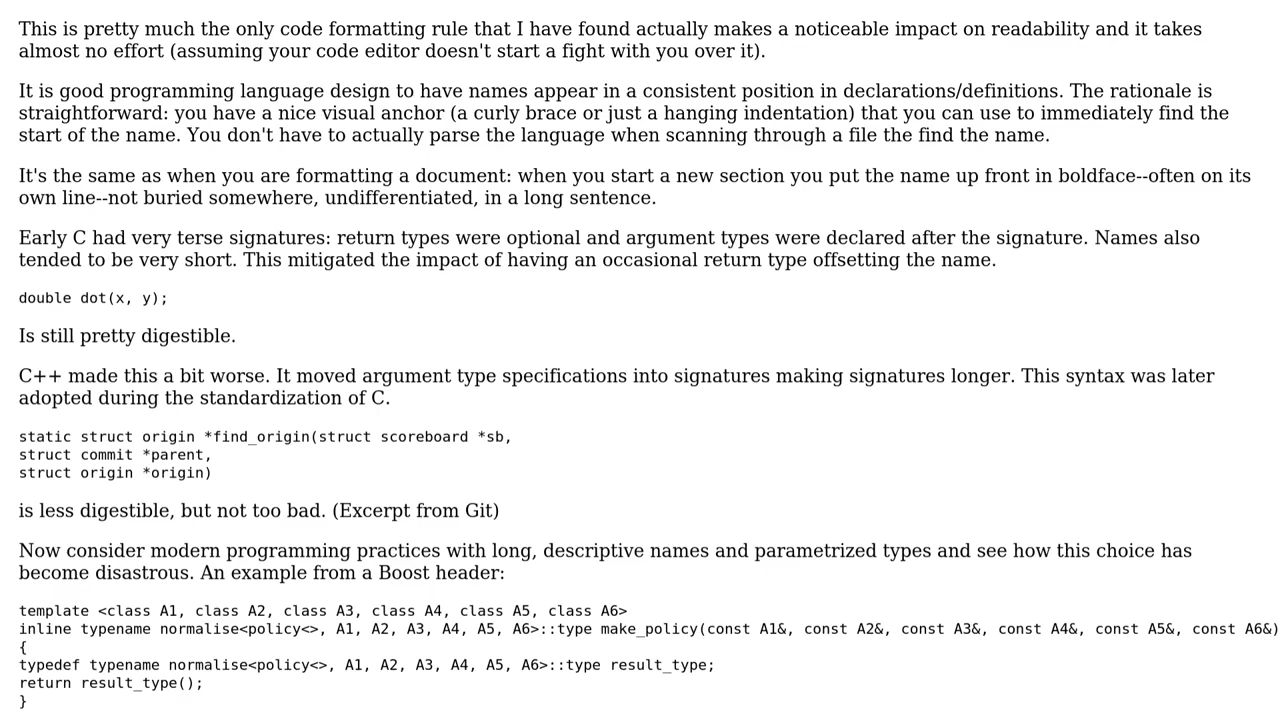 This is pretty much the only code formatting rule that I have found actually makes a noticeable impact on readability and it takes
almost no effort (assuming your code editor doesn't start a fight with you over it).
It is good programming language design to have names appear in a consistent position in declarations/definitions. The rationale is
straightforward: you have a nice visual anchor (a curly brace or just a hanging indentation) that you can use to immediately find the
start of the name. You don't have to actually parse the language when scanning through a file the find the name.
It's the same as when you are formatting a document: when you start a new section you put the name up front in boldface--often on its
own line--not buried somewhere, undifferentiated, in a long sentence.
Early C had very terse signatures: return types were optional and argument types were declared after the signature. Names also
tended to be very short. This mitigated the impact of having an occasional return type offsetting the name.
double dot(x, y);
Is still pretty digestible.
C++ made this a bit worse. It moved argument type specifications into signatures making signatures longer. This syntax was later
adopted during the standardization of C.
static struct origin *find_origin(struct scoreboard *sb,
struct commit *parent,
struct origin *origin)
is less digestible, but not too bad. (Excerpt from Git)
Now consider modern programming practices with long, descriptive names and parametrized types and see how this choice has
become disastrous. An example from a Boost header:
template <class A1, class A2, class A3, class A4, class A5, class A6>
inline typename normalise<policy<>, A1, A2, A3, A4, A5, A6>::type make_policy(const A1&, const A2&, const A3&, const A4&, const A5&, const A6&)
{
typedef typename normalise<policy<>, A1, A2, A3, A4, A5, A6>::type result_type;
return result_type();
}